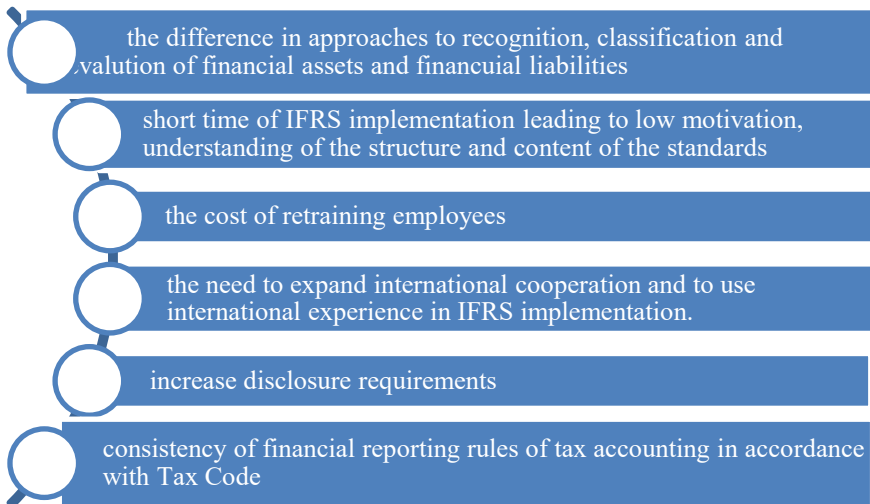 the difference in approaches to recognition, classification and
evalution of financial assets and financuial liabilities
short time of IFRS implementation leading to low motivation,
understanding of the structure and content of the standards
the cost of retraining employees
the need to expand international cooperation and to use
international experience in IFRS implementation.
increase disclosure requirements
consistency of financial reporting rules of tax accounting in accordance
with Tax Code